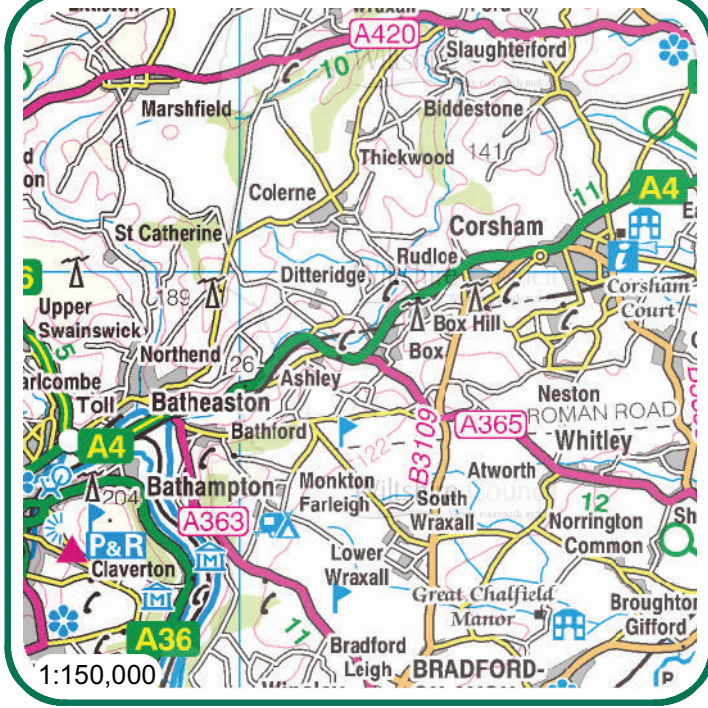 A420
Slaughterford
10
Marshfield
Biddestone
Thickwood
141
Colerne
11
A4
Corsham
St Catherine
Rudloe
Ditteridge
Corsham
Court
189
Upper
Swainswick
Box Hill
Box
5
Northend
26
Ashley
Neston
Toll
Batheaston
ROMAN ROAD
A365
B3109
Whitley
A4
Bathford
122
Atworth
Monkton
Farleigh
Bathampton
204
South
Wraxall
12
A363
Norrington
Common
P&R
Claverton
Lower
Wraxall
Great Chalfield
Manor
Broughton
Gifford
A36
11
Bradford
Leigh
BRADFORD-
1:150,000